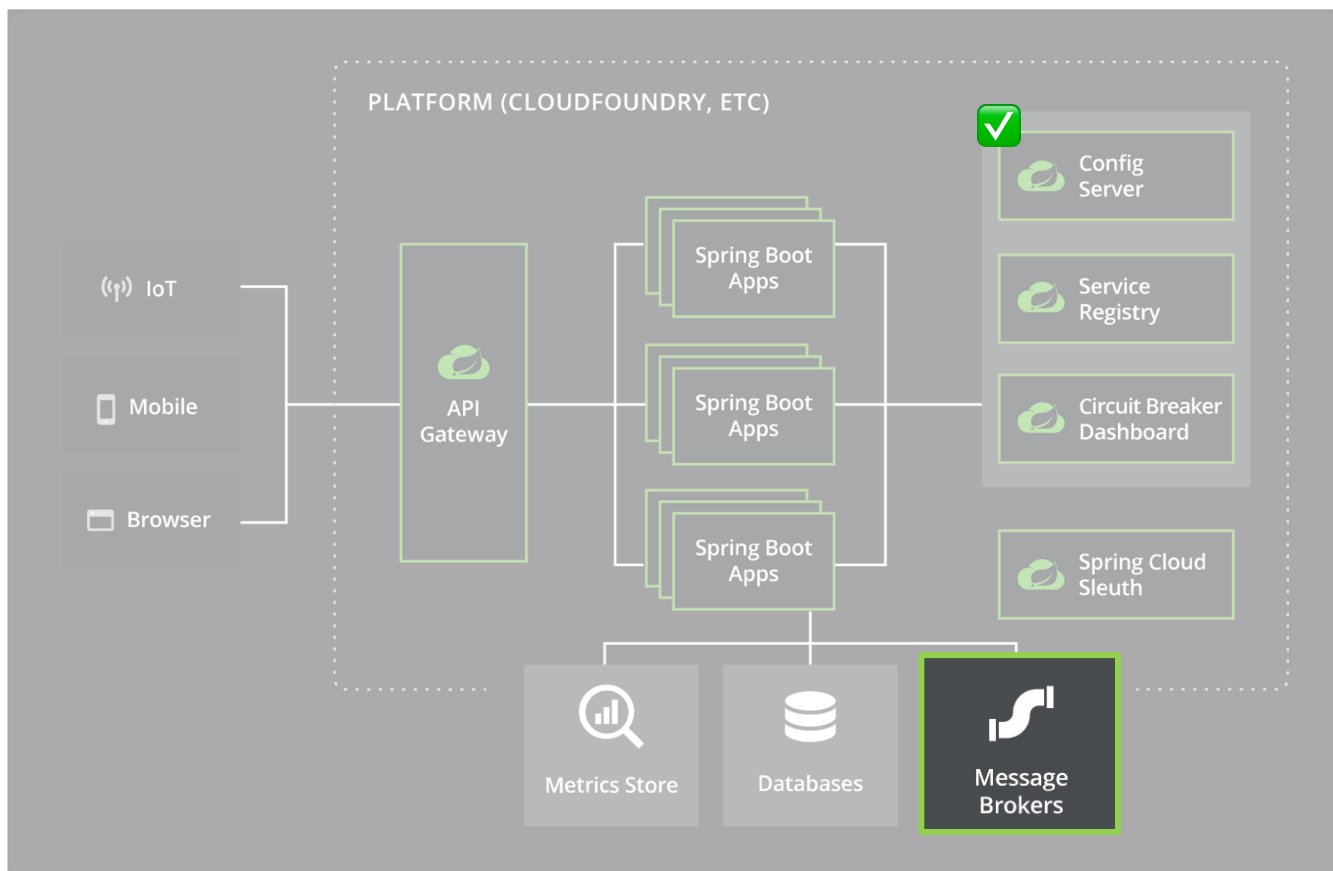 PLATFORM (CLOUDFOUNDRY, ETC)
IoT
Mobile
Browser
API
Gateway
Spring Boot
Apps
Spring Boot
Apps
Spring Boot
Apps
Config
Server
Service
Registry
Circuit Breaker
Dashboard
Spring Cloud
Sleuth
Metrics Store
Databases
Message
Brokers